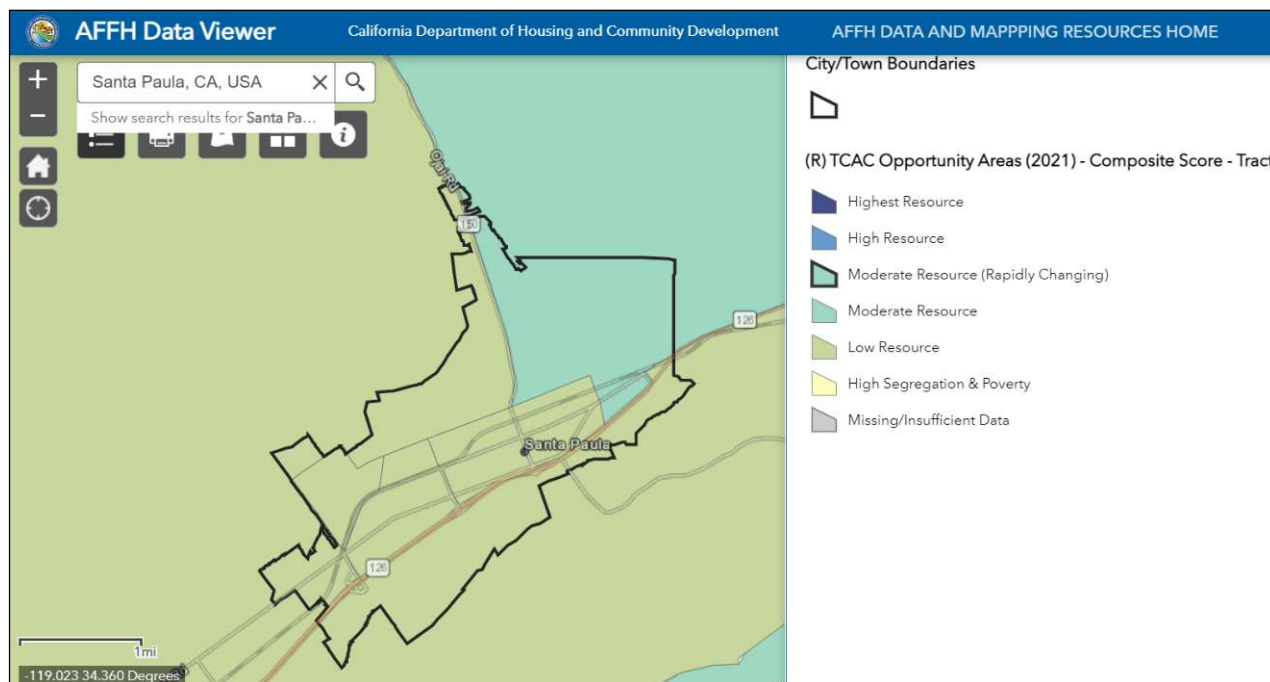 AFFH Data Viewer
California Department of Housing and Community Development
AFFH DATA AND MAPPPING RESOURCES HOME
Santa Paula, CA, USA
Show search results for Santa Pa...
Ojai Rd
150
126
Santa Paula
126
1mi
-119.023 34.360 Degrees
City/Town Boundaries
(R) TCAC Opportunity Areas (2021) - Composite Score - Tract
Highest Resource
High Resource
Moderate Resource (Rapidly Changing)
Moderate Resource
Low Resource
High Segregation & Poverty
Missing/Insufficient Data